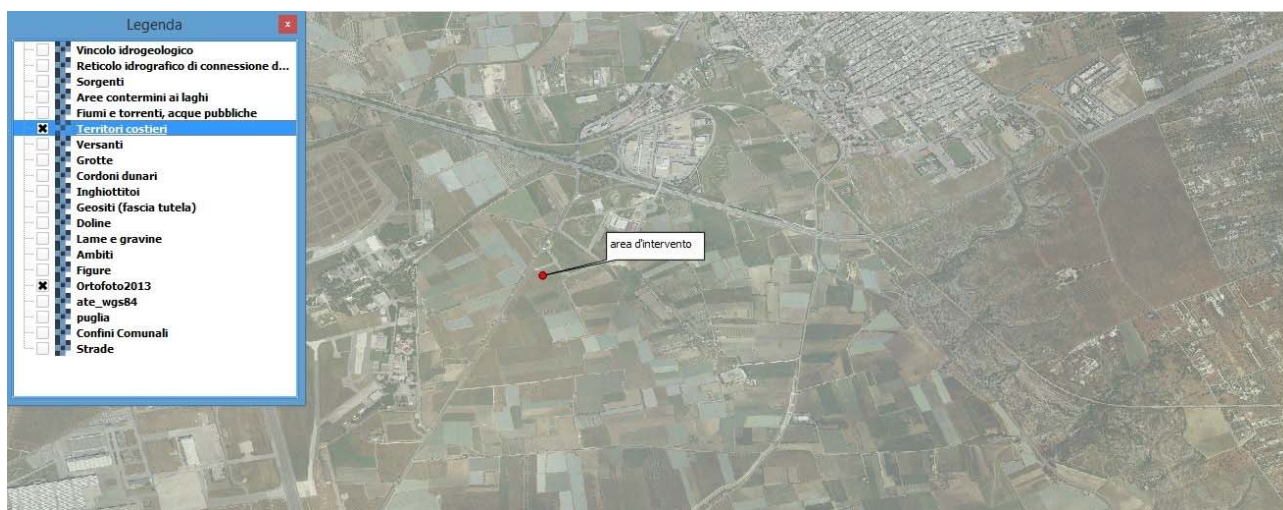 Legenda
x
Vincolo idrogeologico
Reticolo idrografico di connessione d...
Sorgenti
Aree contermini ai laghi
Fiumi e torrenti, acque pubbliche
Territori costieri
Versanti
Grotte
Cordoni dunari
Inghiottitoi
Geositi (fascia tutela)
Doline
Lame e gravine
Ambiti
Figure
Ortofoto2013
ate_wgs84
puglia
Confini Comunali
Strade
area d'intervento